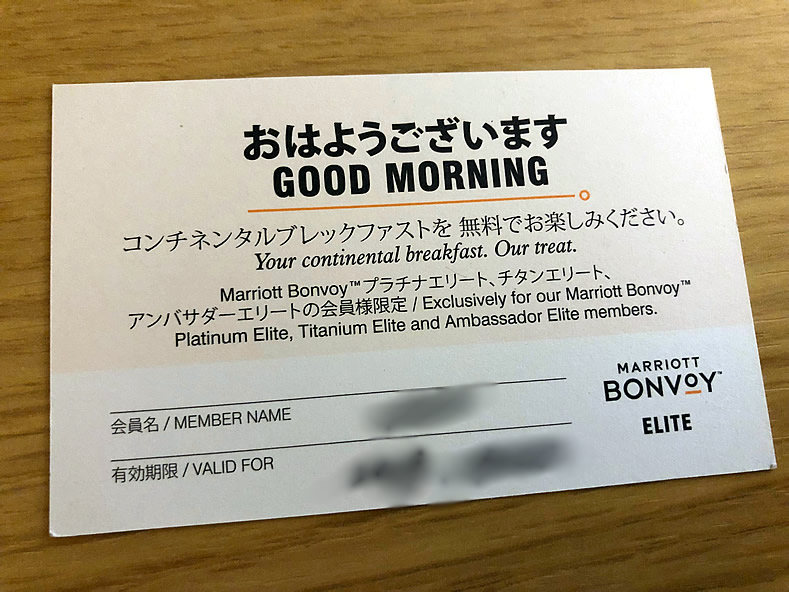 おはようございます
GOOD MORNING
コンチネンタルブレックファストを 無料でお楽しみください。
Your continental breakfast. Our treat.
Marriott Bonvoy™プラチナエリート、チタンエリート、
アンバサダーエリートの会員様限定 / Exclusively for our Marriott Bonvoy™
Platinum Elite, Titanium Elite and Ambassador Elite members.
会員名 / MEMBER NAME
有効期限 / VALID FOR
MARRIOTT
BONVOY™
ELITE